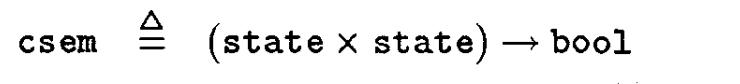 csem ≜ (state × state) → bool